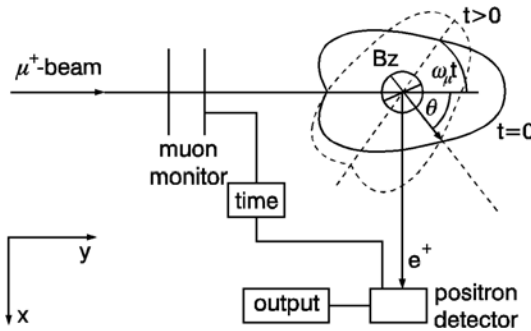 t>0
μ⁺-beam
Bz
ωμt
θ
t=0
muon
monitor
time
y
x
e⁺
output
positron
detector